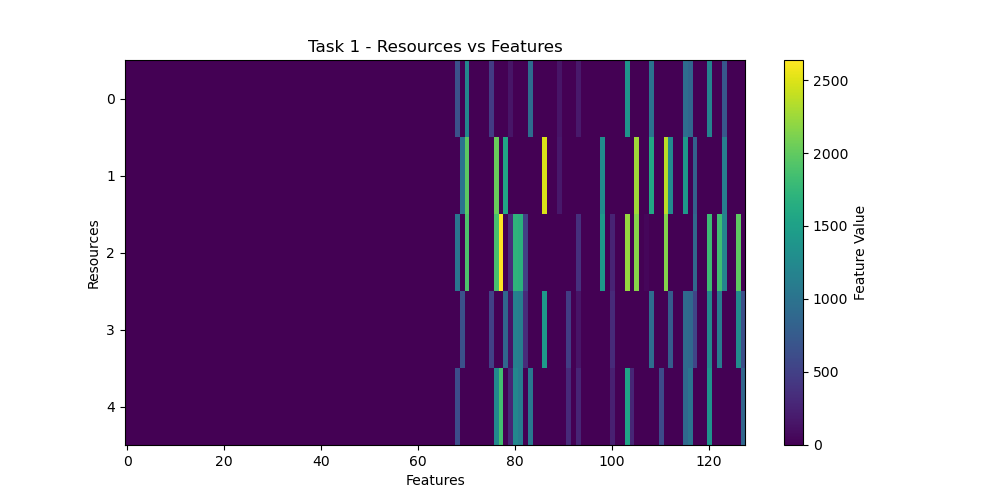 Task 1 - Resources vs Features
Resources
0
1
2
3
4
0 20 40 60 80 100 120
Features
2500
2000
1500
1000
500
0
Feature Value